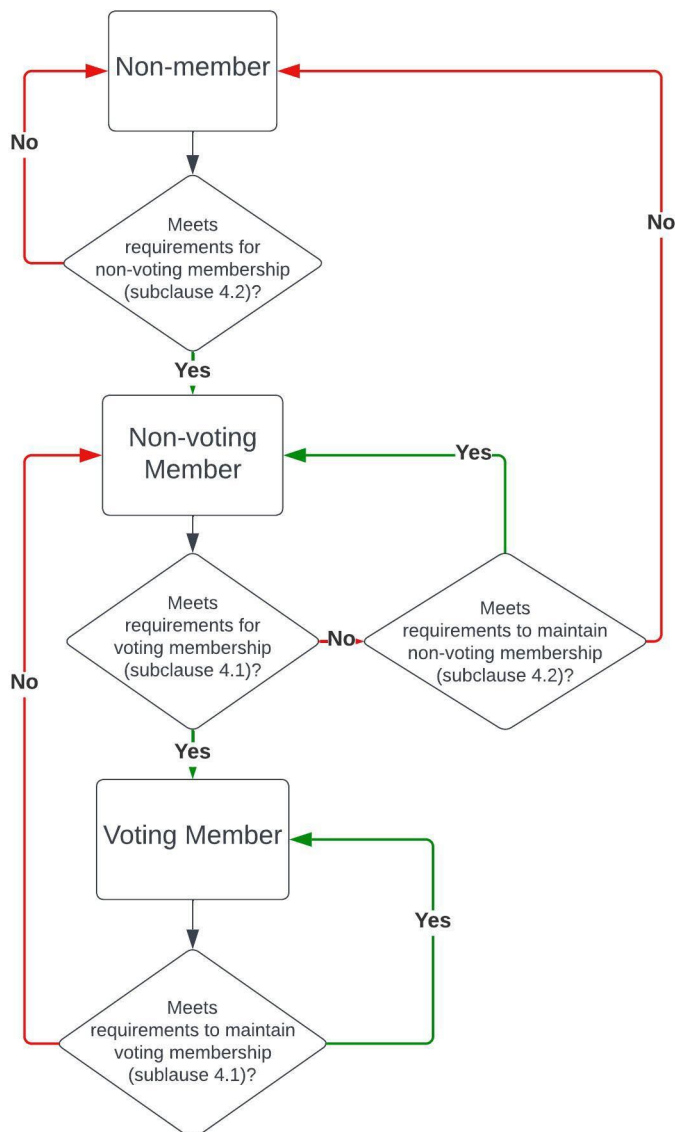 Non-member
No
Meets
requirements for
non-voting membership
(subclause 4.2)?
No
Yes
Non-voting
Member
Yes
Meets
requirements for
voting membership
(subclause 4.1)?
No
Meets
requirements to maintain
non-voting membership
(subclause 4.2)?
No
Yes
Voting Member
Yes
Meets
requirements to maintain
voting membership
(sublause 4.1)?